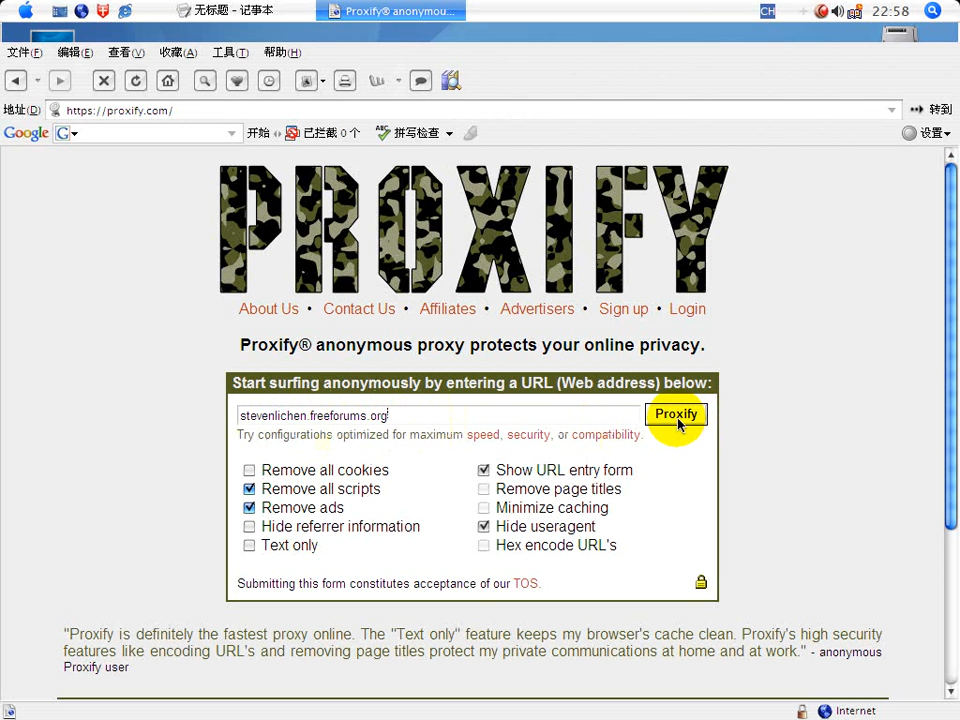 无标题 - 记事本
Proxify® anonymou...
CH
22:58
文件(F) 编辑(E) 查看(V) 收藏(A) 工具(T) 帮助(H)
地址(D) https://proxify.com/ 转到
Google G 开始 已拦截 0 个 ABC 拼写检查 设置
PROXIFY
About Us • Contact Us • Affiliates • Advertisers • Sign up • Login
Proxify® anonymous proxy protects your online privacy.
Start surfing anonymously by entering a URL (Web address) below:
stevenlichen.freeforums.org Proxify
Try configurations optimized for maximum speed, security, or compatibility.
Remove all cookies Show URL entry form
Remove all scripts Remove page titles
Remove ads Minimize caching
Hide referrer information Hide useragent
Text only Hex encode URL's
Submitting this form constitutes acceptance of our TOS.
"Proxify is definitely the fastest proxy online. The "Text only" feature keeps my browser's cache clean. Proxify's high security
features like encoding URL's and removing page titles protect my private communications at home and at work." - anonymous
Proxify user
Internet